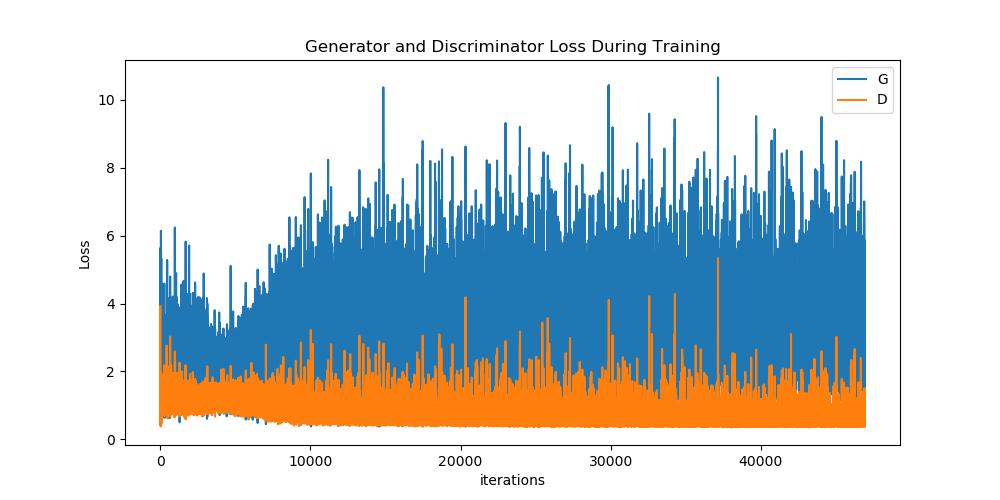 Generator and Discriminator Loss During Training
G
D
Loss
10
8
6
4
2
0
0 10000 20000 30000 40000
iterations